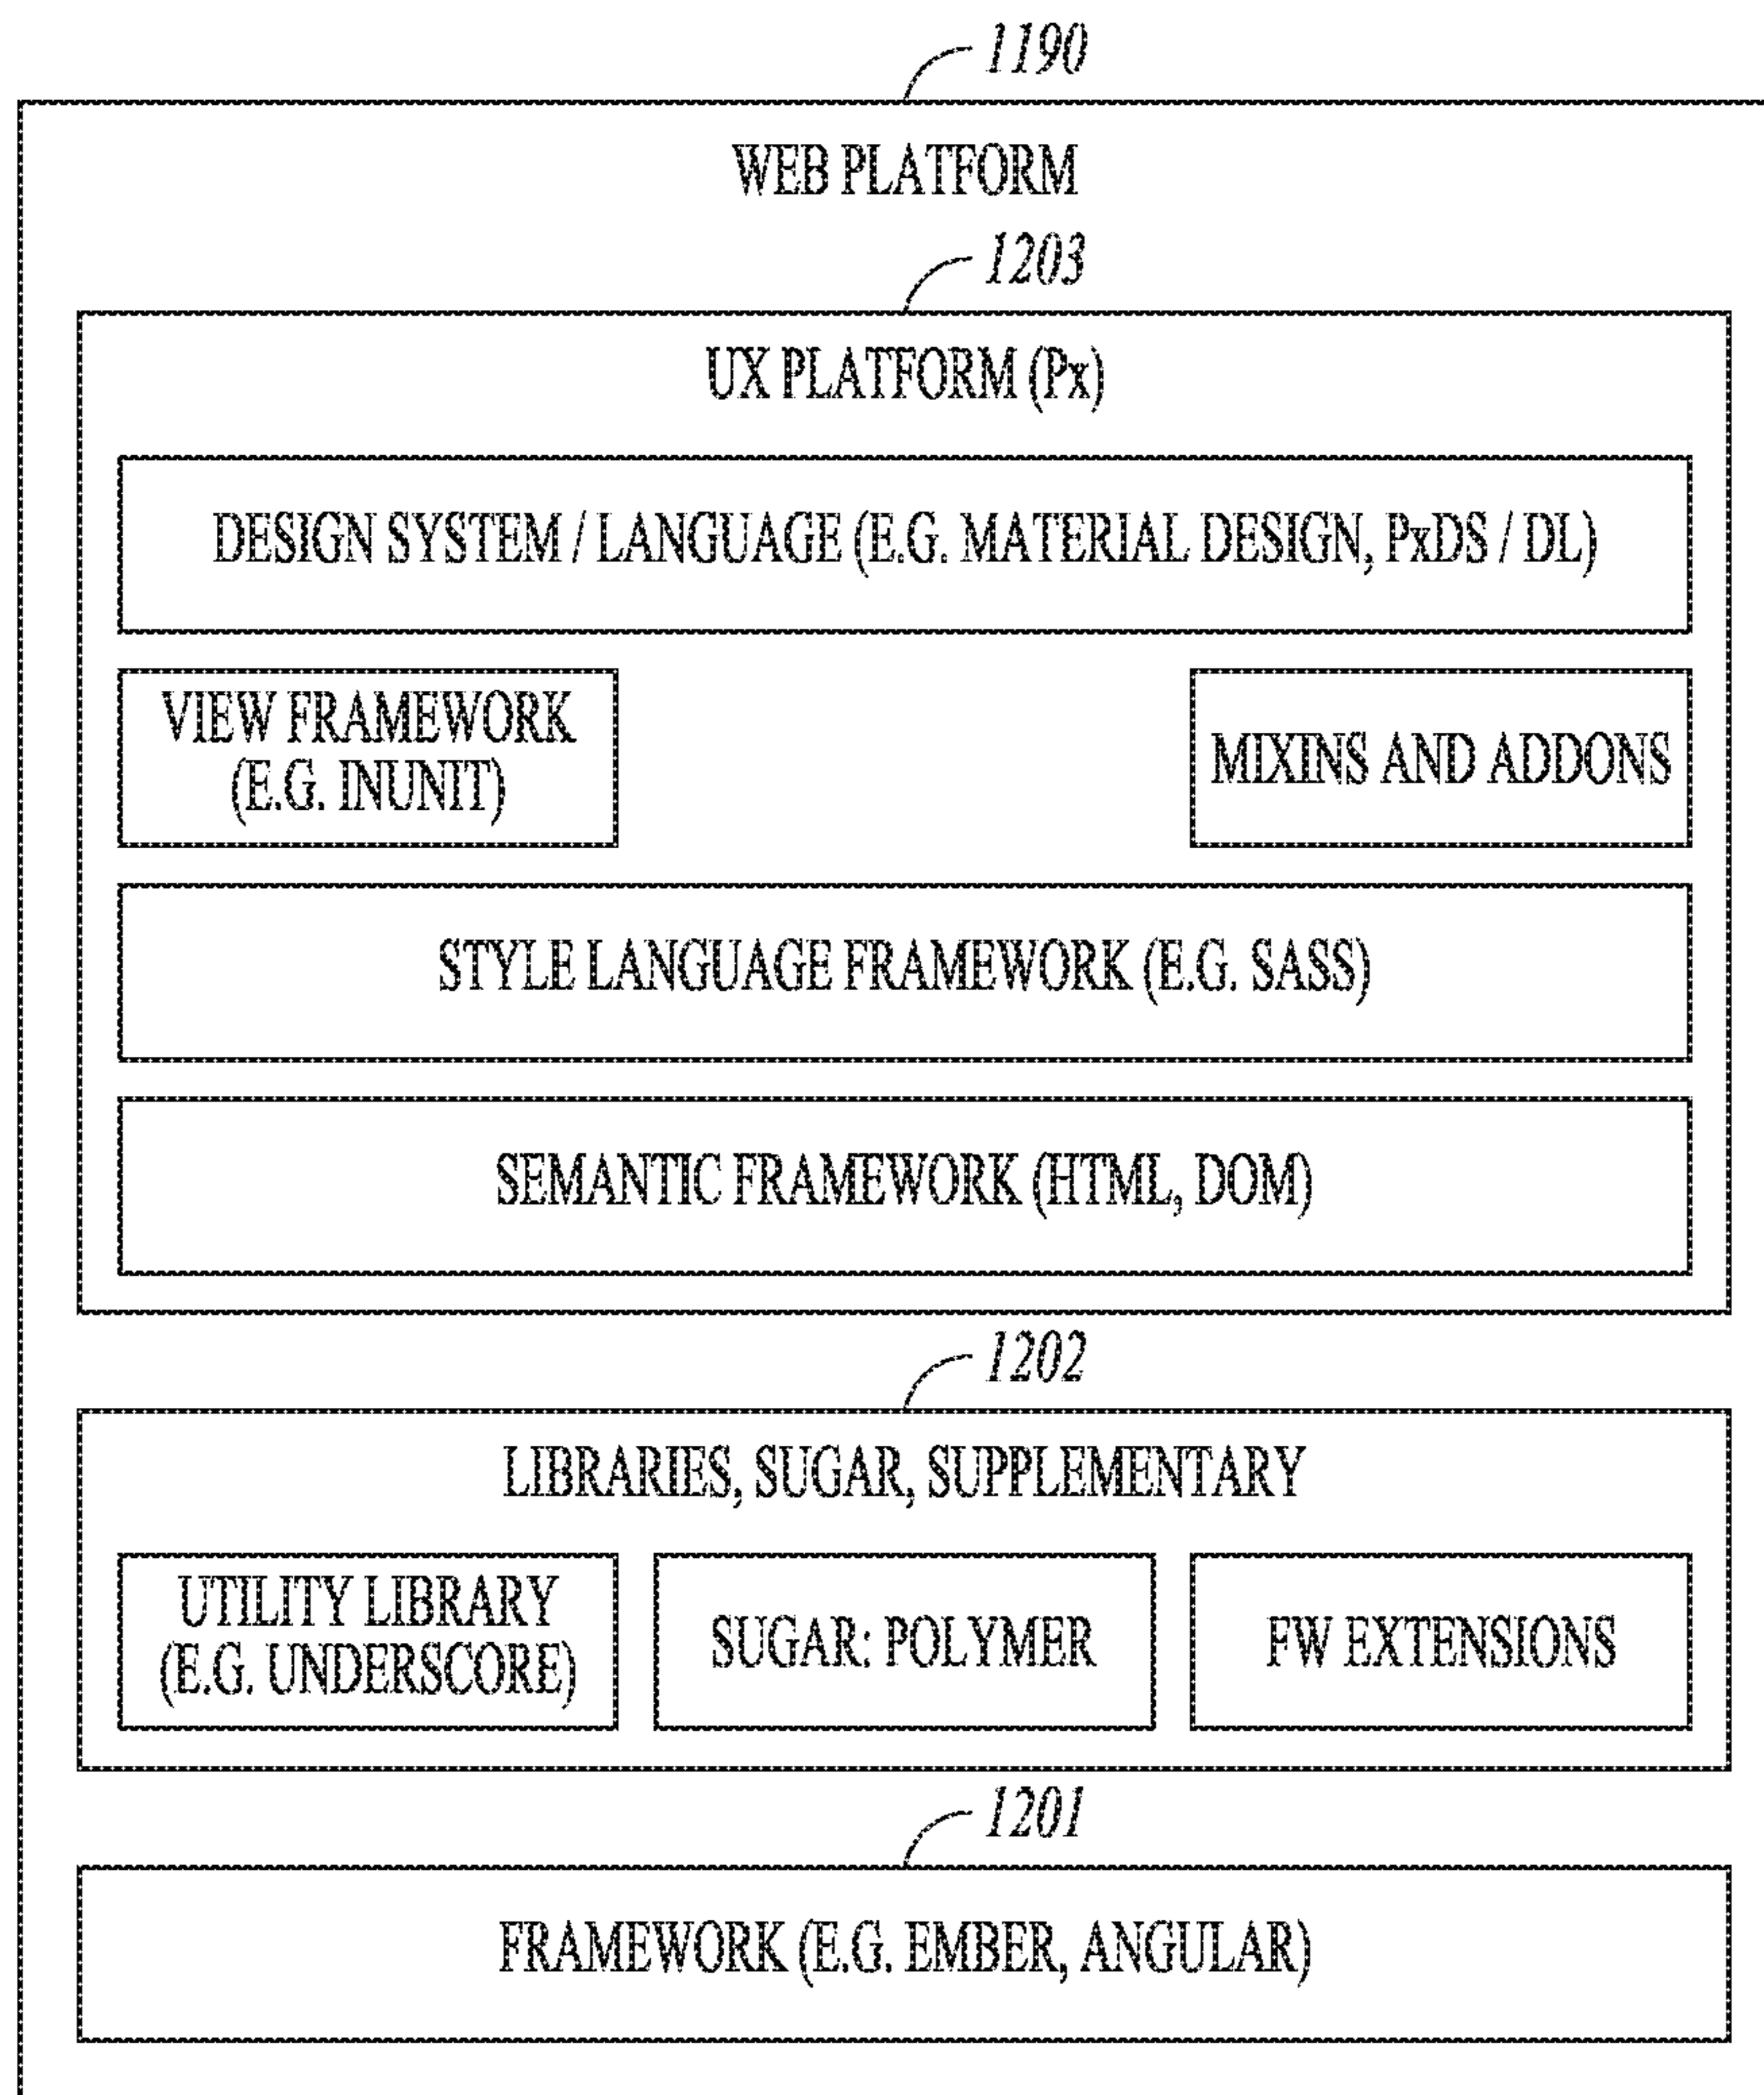 1190
WEB PLATFORM
1203
UX PLATFORM (Px)
DESIGN SYSTEM / LANGUAGE (E.G. MATERIAL DESIGN, PxDS / DL)
VIEW FRAMEWORK
(E.G. INUNIT)
MIXINS AND ADDONS
STYLE LANGUAGE FRAMEWORK (E.G. SASS)
SEMANTIC FRAMEWORK (HTML, DOM)
1202
LIBRARIES, SUGAR, SUPPLEMENTARY
UTILITY LIBRARY
(E.G. UNDERSCORE)
SUGAR: POLYMER
FW EXTENSIONS
1201
FRAMEWORK (E.G. EMBER, ANGULAR)